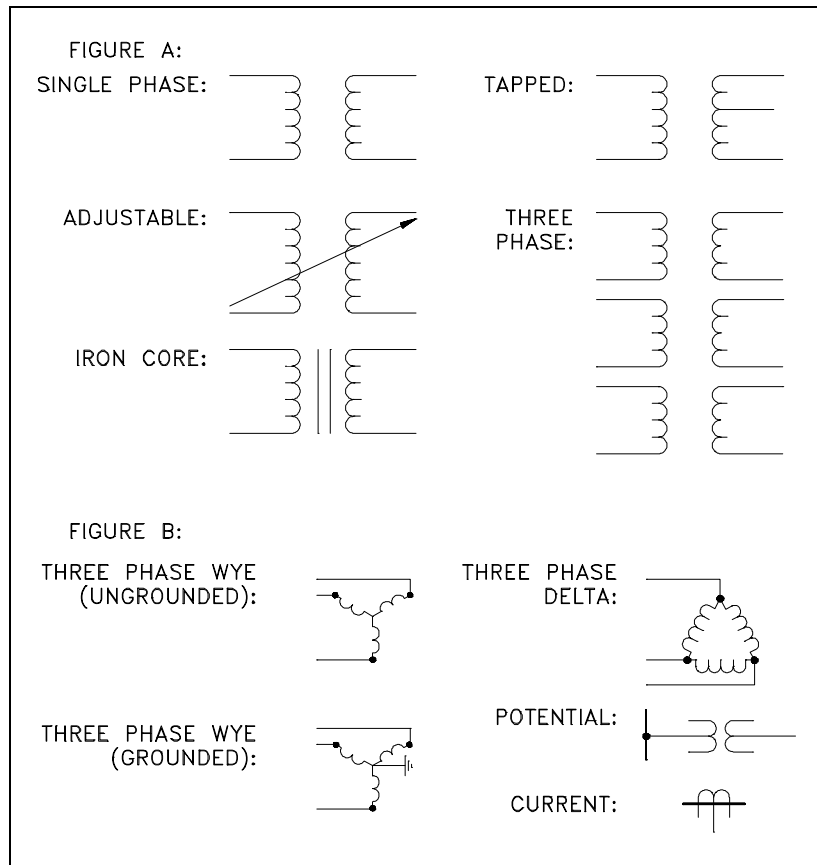 FIGURE A:
SINGLE PHASE:
TAPPED:
ADJUSTABLE:
THREE
PHASE:
IRON CORE:
FIGURE B:
THREE PHASE WYE
(UNGROUNDED):
THREE PHASE
DELTA:
POTENTIAL:
THREE PHASE WYE
(GROUNDED):
CURRENT: